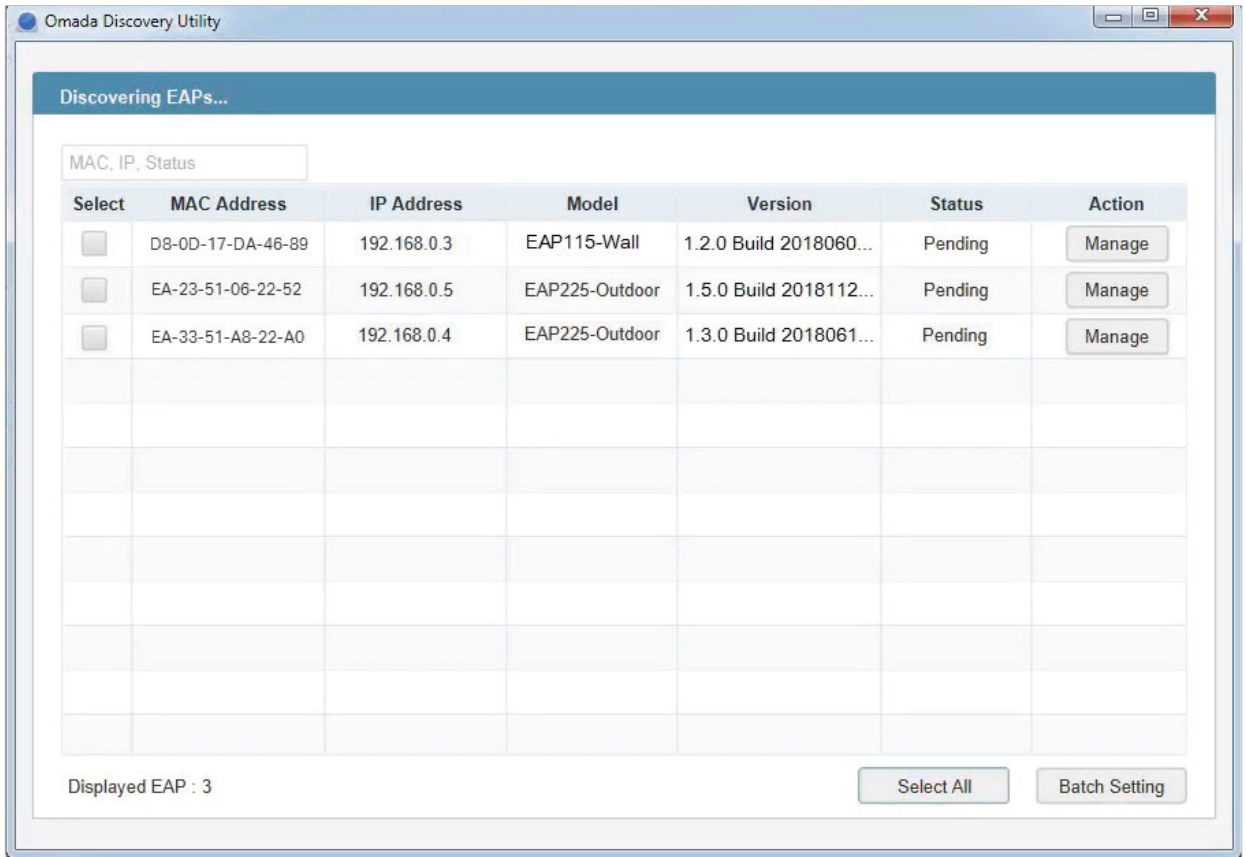 Omada Discovery Utility
Discovering EAPs...
MAC, IP, Status
Select MAC Address IP Address Model Version Status Action
D8-0D-17-DA-46-89 192.168.0.3 EAP115-Wall 1.2.0 Build 2018060... Pending Manage
EA-23-51-06-22-52 192.168.0.5 EAP225-Outdoor 1.5.0 Build 2018112... Pending Manage
EA-33-51-A8-22-A0 192.168.0.4 EAP225-Outdoor 1.3.0 Build 2018061... Pending Manage
Displayed EAP : 3 Select All Batch Setting